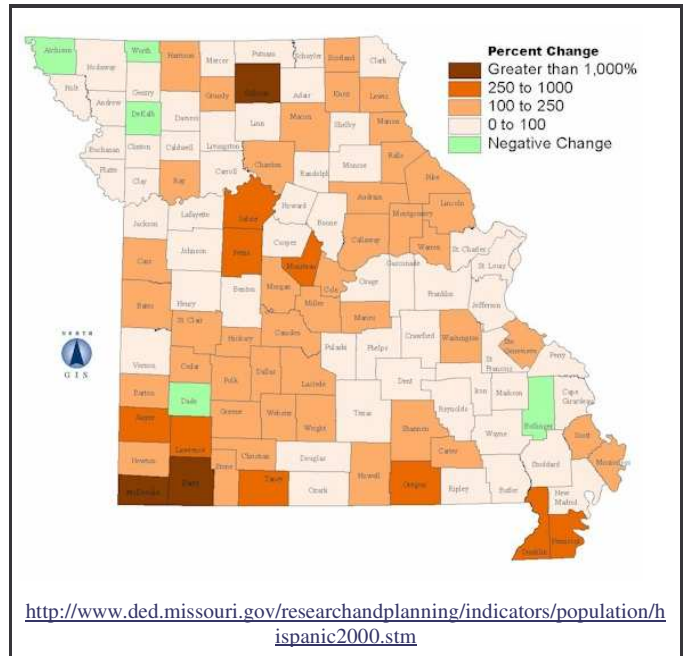 Percent Change
Greater than 1,000%
250 to 1000
100 to 250
0 to 100
Negative Change
Atchison
Worth
Nodaway
Harrison
Mercer
Putnam
Schuyler
Scotland
Clark
Holt
Andrew
Gentry
Grundy
Adair
Knox
Lewis
DeKalb
Daviess
Linn
Macon
Shelby
Marion
Buchanan
Clinton
Caldwell
Livingston
Chariton
Ralls
Platte
Clay
Ray
Carroll
Randolph
Monroe
Pike
Jackson
Lafayette
Saline
Howard
Boone
Audrain
Lincoln
Montgomery
Callaway
Warren
St. Charles
Cass
Johnson
Pettis
Cooper
Moniteau
Cole
Gasconade
St. Louis
Bates
Henry
Benton
Morgan
Miller
Osage
Franklin
Jefferson
NORTH
GIS
St. Clair
Hickory
Camden
Maries
Crawford
Washington
Ste. Genevieve
Vernon
Cedar
Pulaski
Phelps
St. Francois
Perry
Barton
Dade
Polk
Dallas
Laclede
Dent
Iron
Madison
Cape Girardeau
Jasper
Greene
Webster
Wright
Texas
Reynolds
Bollinger
Lawrence
Shannon
Wayne
Scott
Newton
Stone
Christian
Douglas
Carter
Stoddard
Mississippi
McDonald
Barry
Taney
Ozark
Howell
Oregon
Ripley
Butler
New Madrid
Dunklin
Pemiscot
http://www.ded.missouri.gov/researchandplanning/indicators/population/h
ispanic2000.stm